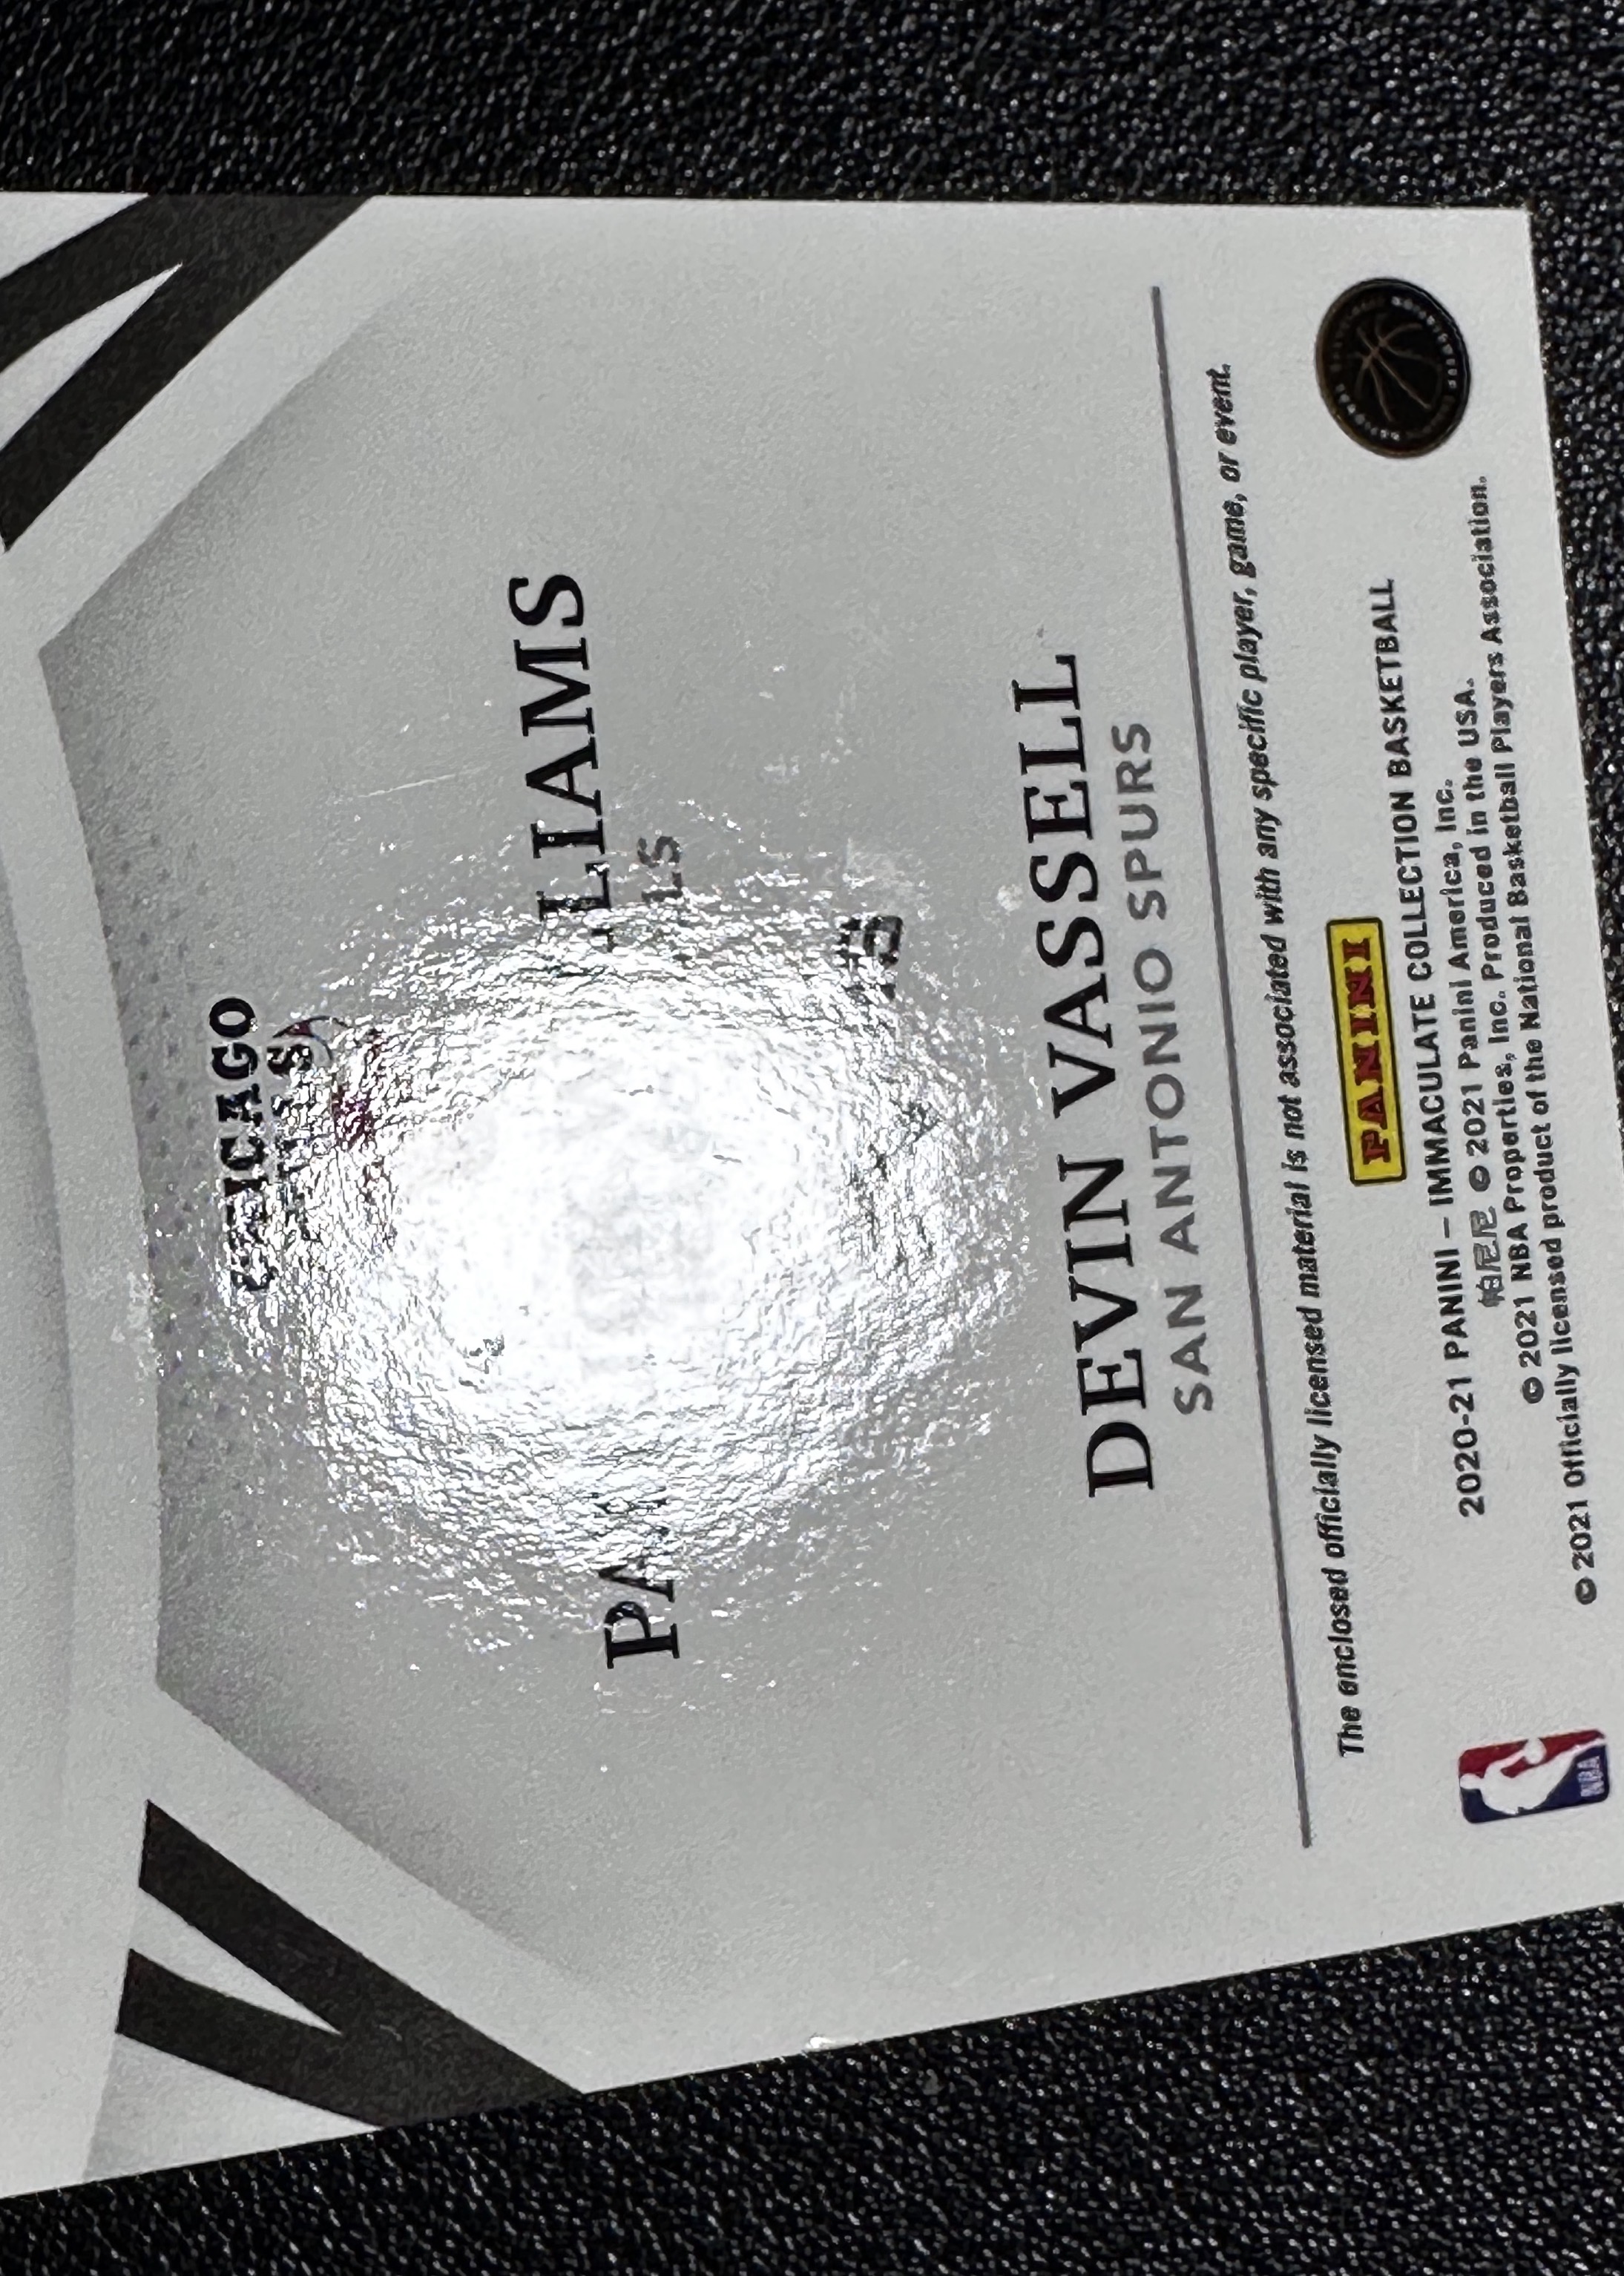 CHICAGO
DEVIN VASSELL
SAN ANTONIO SPURS
The enclosed officially licensed material is not associated with any specific player, game, or event.
PANINI
2020-21 PANINI – IMMACULATE COLLECTION BASKETBALL
帕尼尼 © 2021 Panini America, Inc.
© 2021 NBA Properties, Inc. Produced in the USA.
© 2021 Officially licensed product of the National Basketball Players Association.
NBA